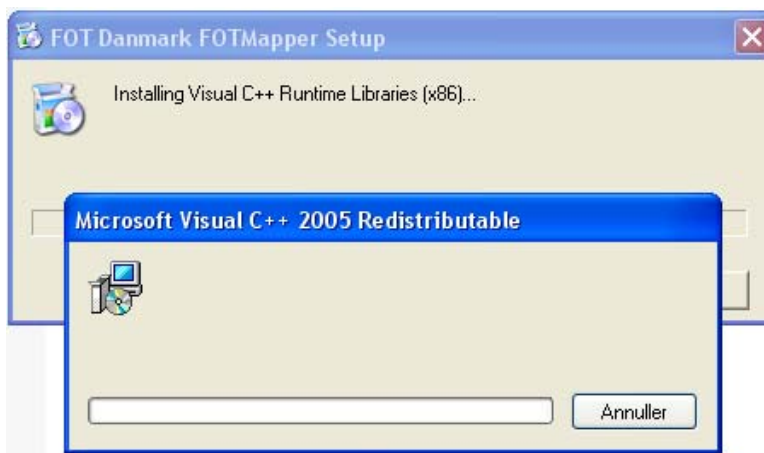 FOT Danmark FOTMapper Setup
Installing Visual C++ Runtime Libraries (x86)...
Microsoft Visual C++ 2005 Redistributable
Annuller